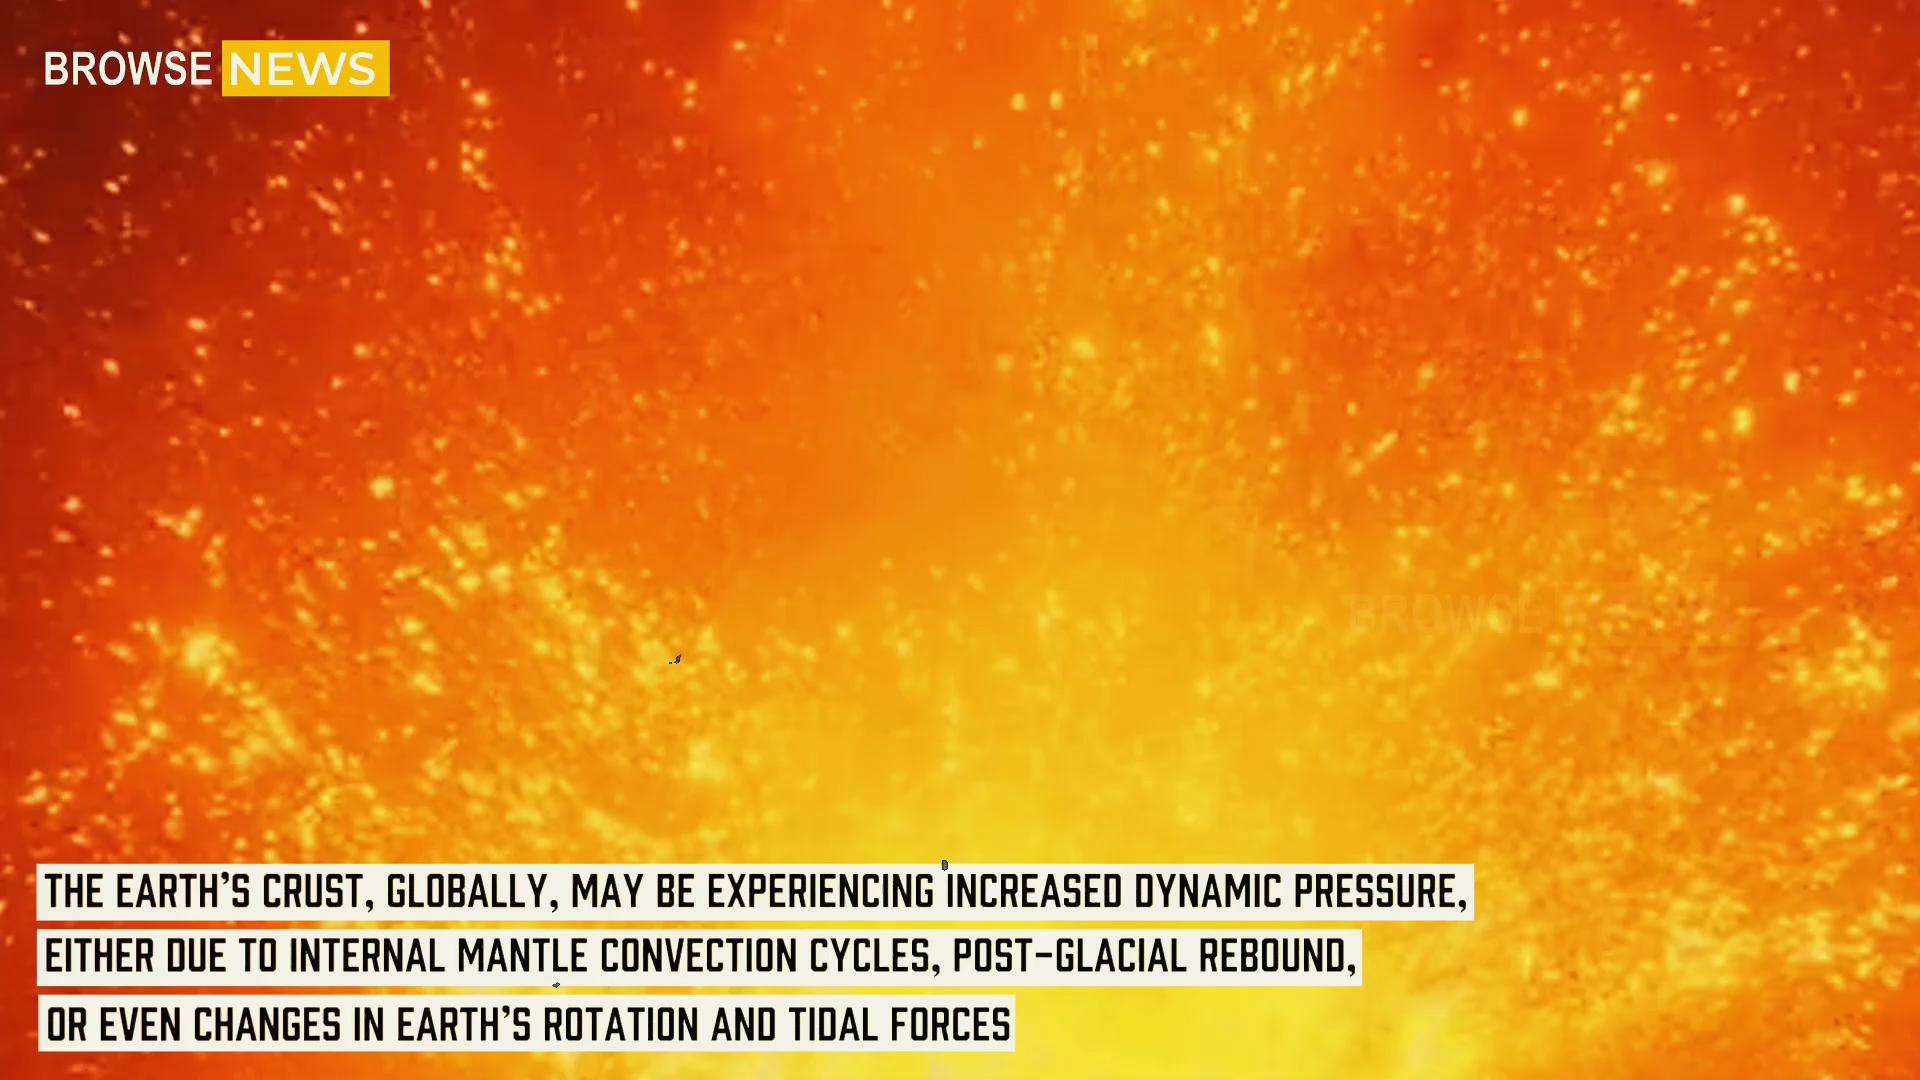 BROWSE NEWS
BROWSE
THE EARTH'S CRUST, GLOBALLY, MAY BE EXPERIENCING INCREASED DYNAMIC PRESSURE,
EITHER DUE TO INTERNAL MANTLE CONVECTION CYCLES, POST-GLACIAL REBOUND,
OR EVEN CHANGES IN EARTH'S ROTATION AND TIDAL FORCES